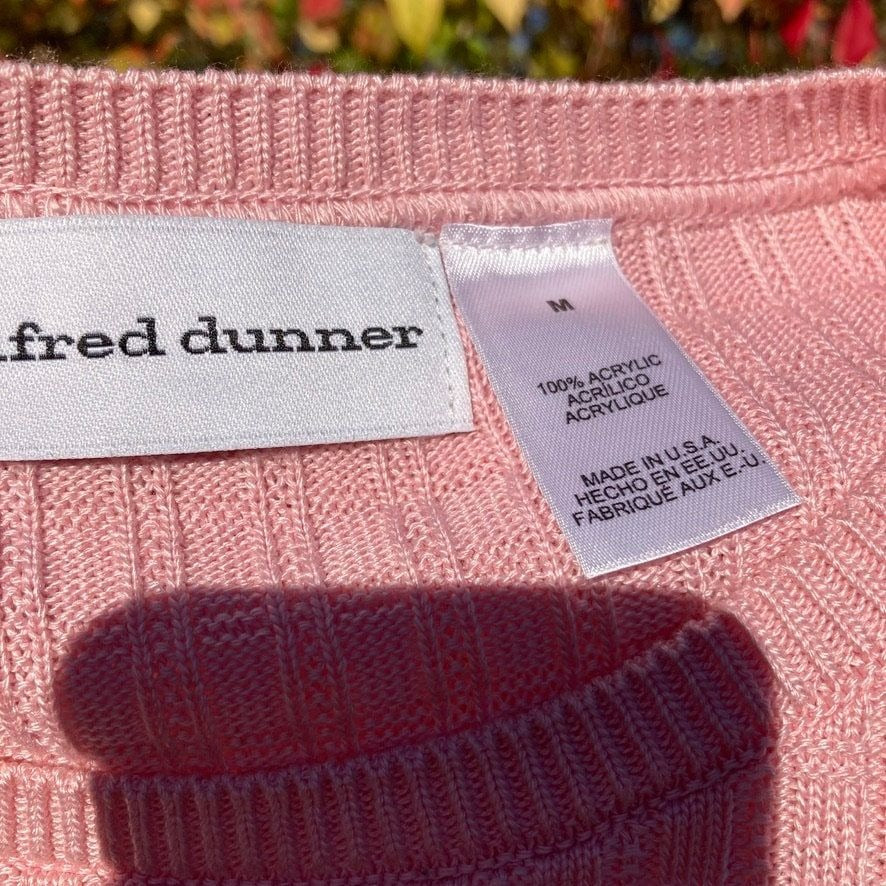 lfred dunner
M
100% ACRYLIC
ACRÍLICO
ACRYLIQUE
MADE IN U.S.A.
HECHO EN EE.UU.
FABRIQUÉ AUX E.-U.